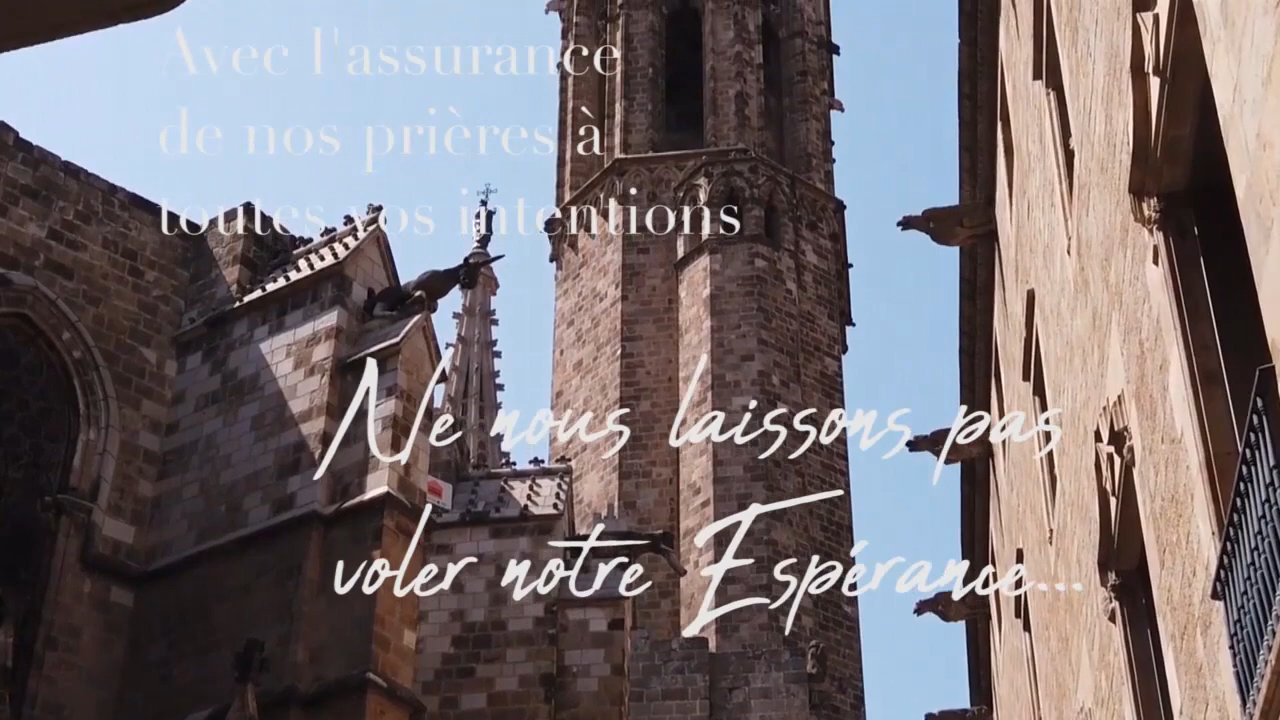 Avec l'assurance
de nos prières à
toutes vos intentions
Ne nous laissons pas
voler notre Espérance...